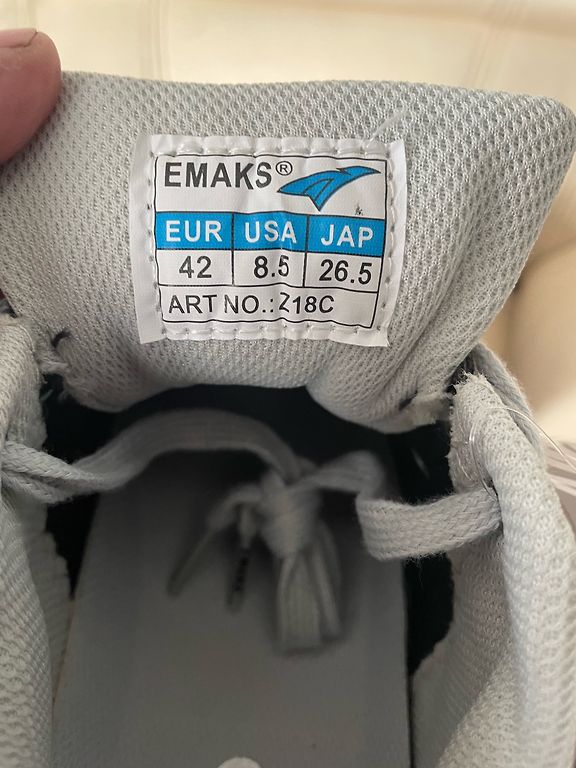 EMAKS®
EUR USA JAP
42 8.5 26.5
ART NO.: Z18C